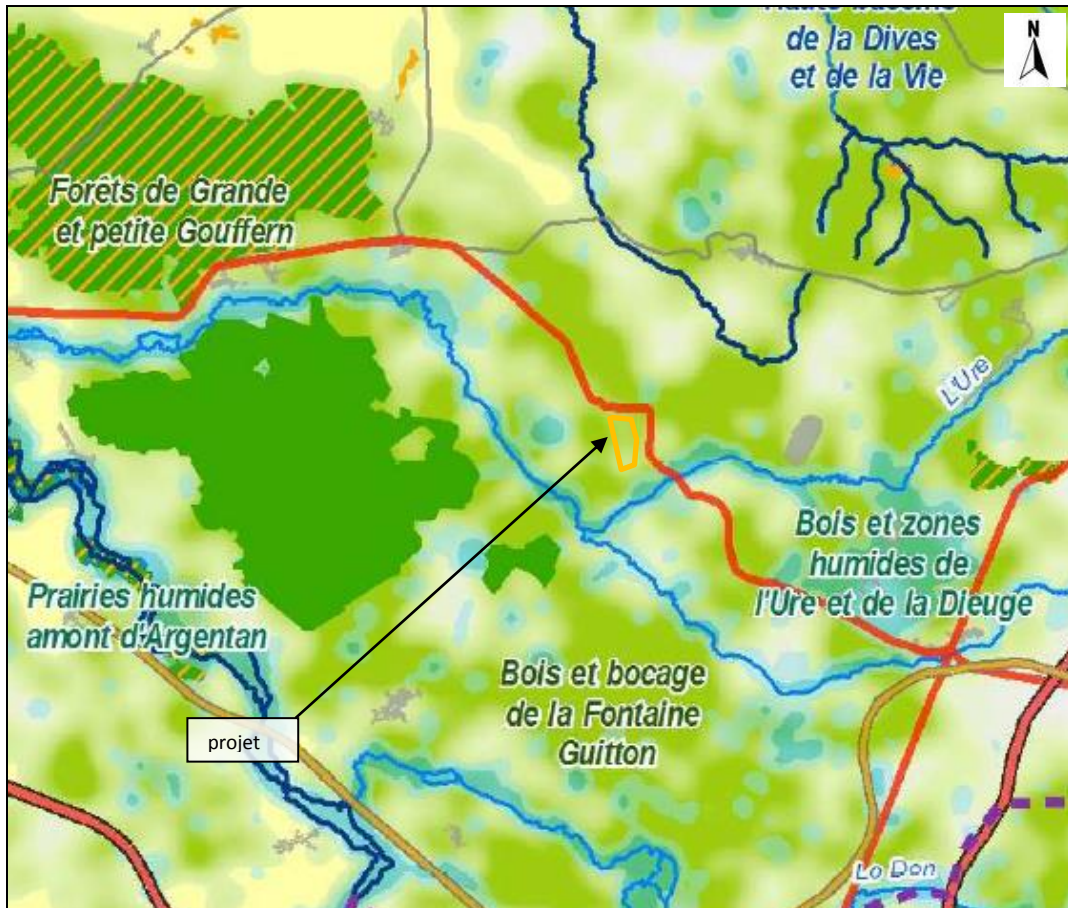 de la Dives
et de la Vie
N
Forêts de Grande
et petite Gouffern
L'Ure
Bois et zones
humides de
l'Ure et de la Dieuge
Prairies humides
amont d'Argentan
Bois et bocage
de la Fontaine
Guitton
projet
Lo Don